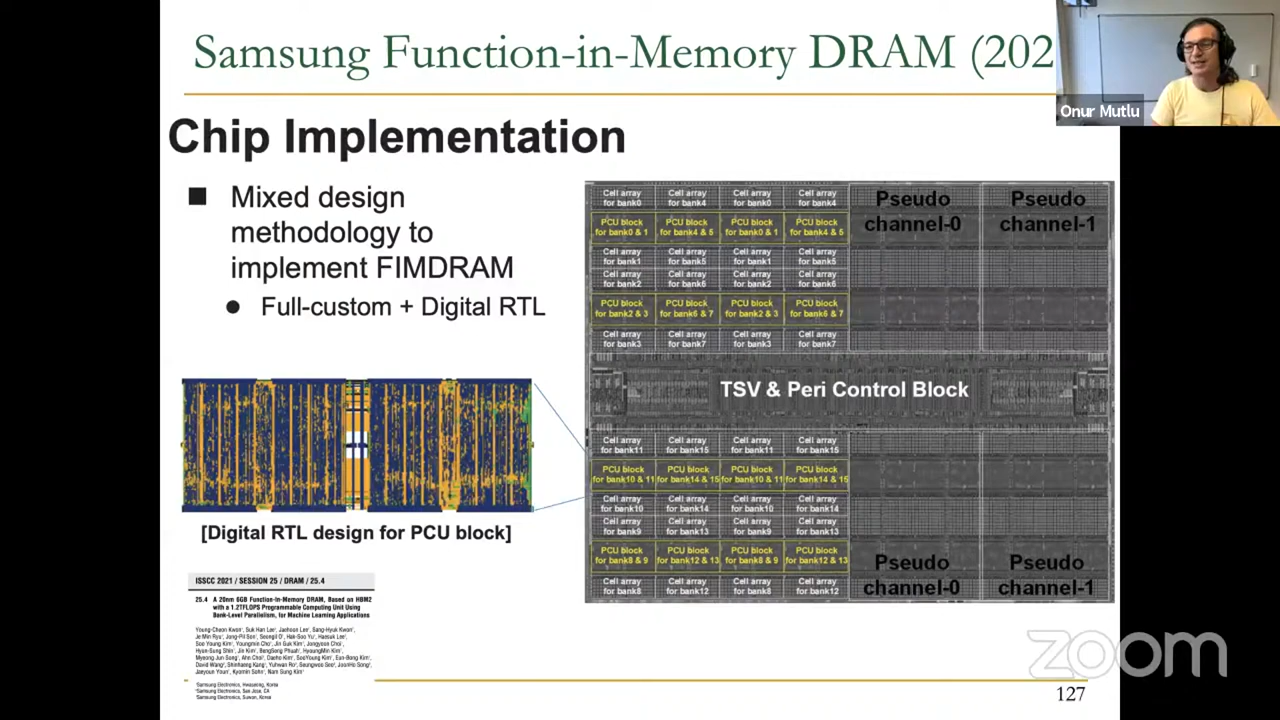 Samsung Function-in-Memory DRAM (202
Onur Mutlu
Chip Implementation
■ Mixed design
methodology to
implement FIMDRAM
● Full-custom + Digital RTL
Cell array for bank0 Cell array for bank4 Cell array for bank0 Cell array for bank4
Pseudo channel-0 Pseudo channel-1
PCU block for bank0 & 1 PCU block for bank4 & 5 PCU block for bank0 & 1 PCU block for bank4 & 5
Cell array for bank1 Cell array for bank5 Cell array for bank1 Cell array for bank5
Cell array for bank2 Cell array for bank6 Cell array for bank2 Cell array for bank6
PCU block for bank2 & 3 PCU block for bank6 & 7 PCU block for bank2 & 3 PCU block for bank6 & 7
Cell array for bank3 Cell array for bank7 Cell array for bank3 Cell array for bank7
TSV & Peri Control Block
Cell array for bank11 Cell array for bank15 Cell array for bank11 Cell array for bank15
PCU block for bank10 & 11 PCU block for bank14 & 15 PCU block for bank10 & 11 PCU block for bank14 & 15
Cell array for bank10 Cell array for bank14 Cell array for bank10 Cell array for bank14
Cell array for bank9 Cell array for bank13 Cell array for bank9 Cell array for bank13
PCU block for bank8 & 9 PCU block for bank12 & 13 PCU block for bank8 & 9 PCU block for bank12 & 13
Cell array for bank8 Cell array for bank12 Cell array for bank8 Cell array for bank12
Pseudo channel-0 Pseudo channel-1
[Digital RTL design for PCU block]
ISSCC 2021 / SESSION 25 / DRAM / 25.4
25.4 A 20nm 6GB Function-In-Memory DRAM, Based on HBM2
with a 1.2TFLOPS Programmable Computing Unit Using
Bank-Level Parallelism, for Machine Learning Applications
Young-Cheon Kwon, Suk Han Lee, Jaehoon Lee, Sang-Hyuk Kwon,
Je Min Ryu, Jong-Pil Son, Seongil O, Hak-Soo Yu, Haesuk Lee,
Soo Young Kim, Youngmin Cho, Jin Guk Kim, Jongyoon Choi,
Hyun-Sung Shin, Jin Kim, BengSeng Phuah, HyoungMin Kim,
Myeong Jun Song, Ahn Choi, Daeho Kim, SooYoung Kim, Eun-Bong Kim,
David Wang, Shinhaeng Kang, Yuhwan Ro, Seungwoo Seo, JoonHo Song,
Jaeyoun Youn, Kyomin Sohn, Nam Sung Kim
Samsung Electronics, Hwaseong, Korea
Samsung Electronics, San Jose, CA
Samsung Electronics, Suwon, Korea
zoom
127